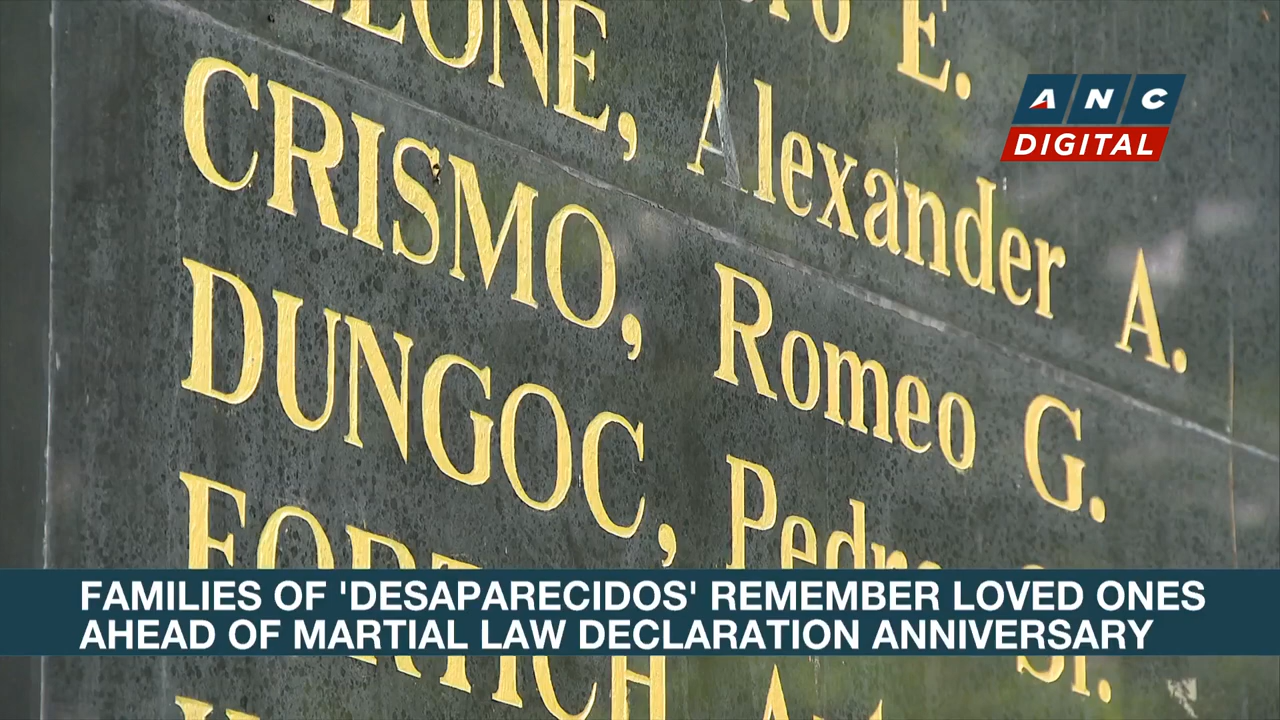 E.
Alexander A.
CRISMO, Romeo G.
DUNGOC,
ANC
DIGITAL
FAMILIES OF 'DESAPARECIDOS' REMEMBER LOVED ONES
AHEAD OF MARTIAL LAW DECLARATION ANNIVERSARY